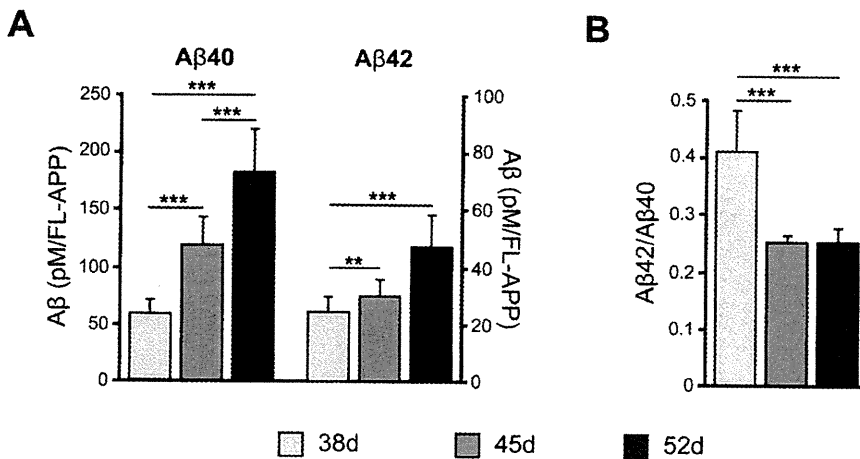 A
Aβ40
Aβ42
***
***
***
***
**
Aβ (pM/FL-APP)
250
200
150
100
50
0
100
80
60
40
20
0
Aβ (pM/FL-APP)
B
***
***
Aβ42/Aβ40
0.5
0.4
0.3
0.2
0.1
0
38d
45d
52d